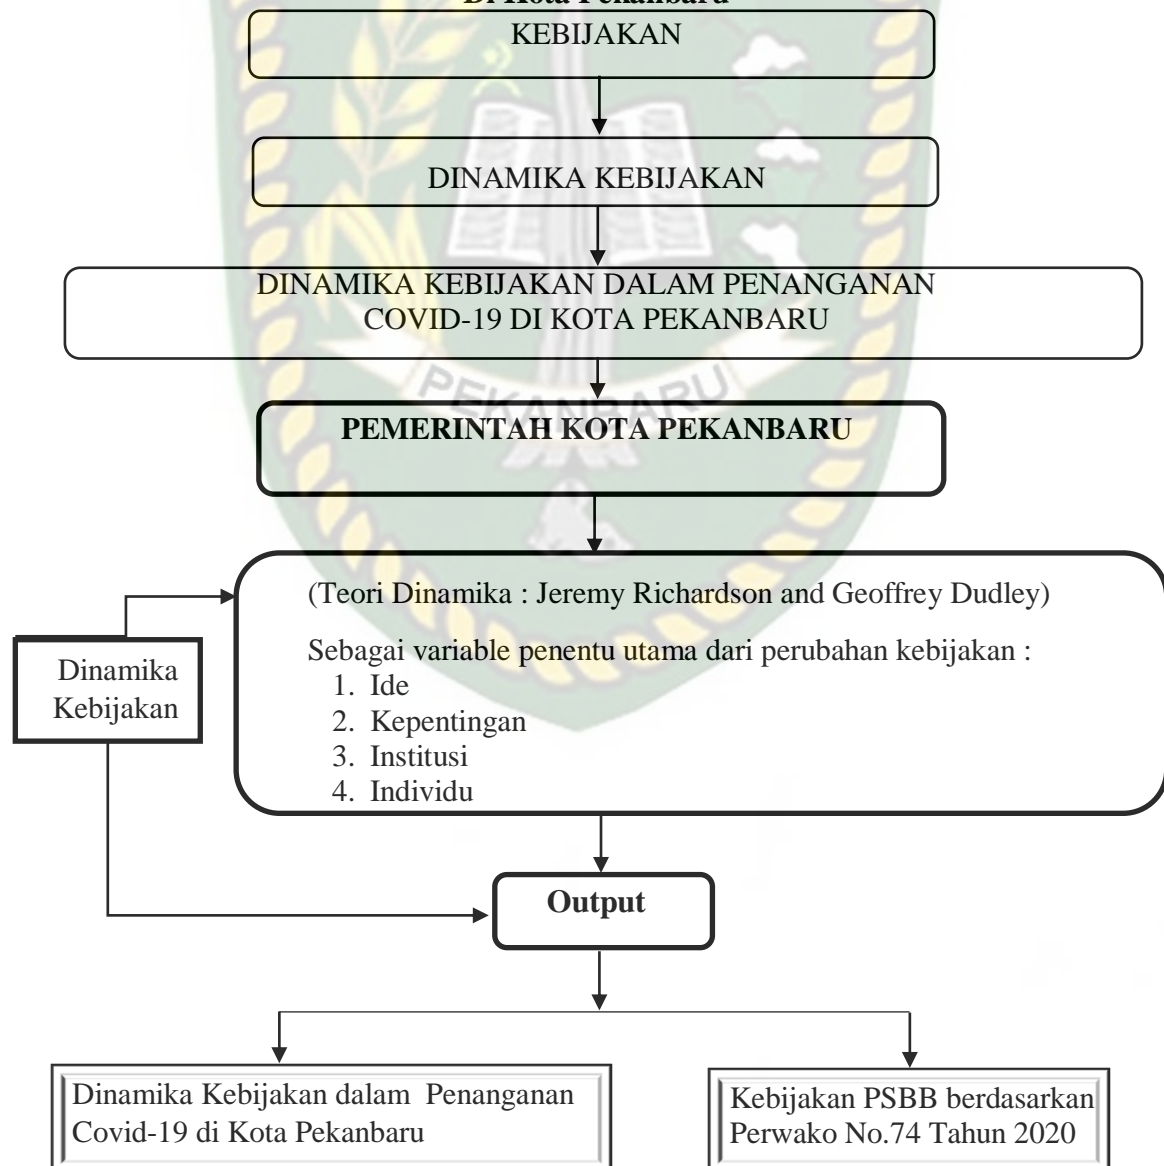 Di Kota Pekanbaru
KEBIJAKAN
DINAMIKA KEBIJAKAN
DINAMIKA KEBIJAKAN DALAM PENANGANAN
COVID-19 DI KOTA PEKANBARU
PEKANBARU
PEMERINTAH KOTA PEKANBARU
(Teori Dinamika : Jeremy Richardson and Geoffrey Dudley)
Sebagai variable penentu utama dari perubahan kebijakan :
1. Ide
2. Kepentingan
3. Institusi
4. Individu
Dinamika
Kebijakan
Output
Dinamika Kebijakan dalam Penanganan
Covid-19 di Kota Pekanbaru
Kebijakan PSBB berdasarkan
Perwako No.74 Tahun 2020